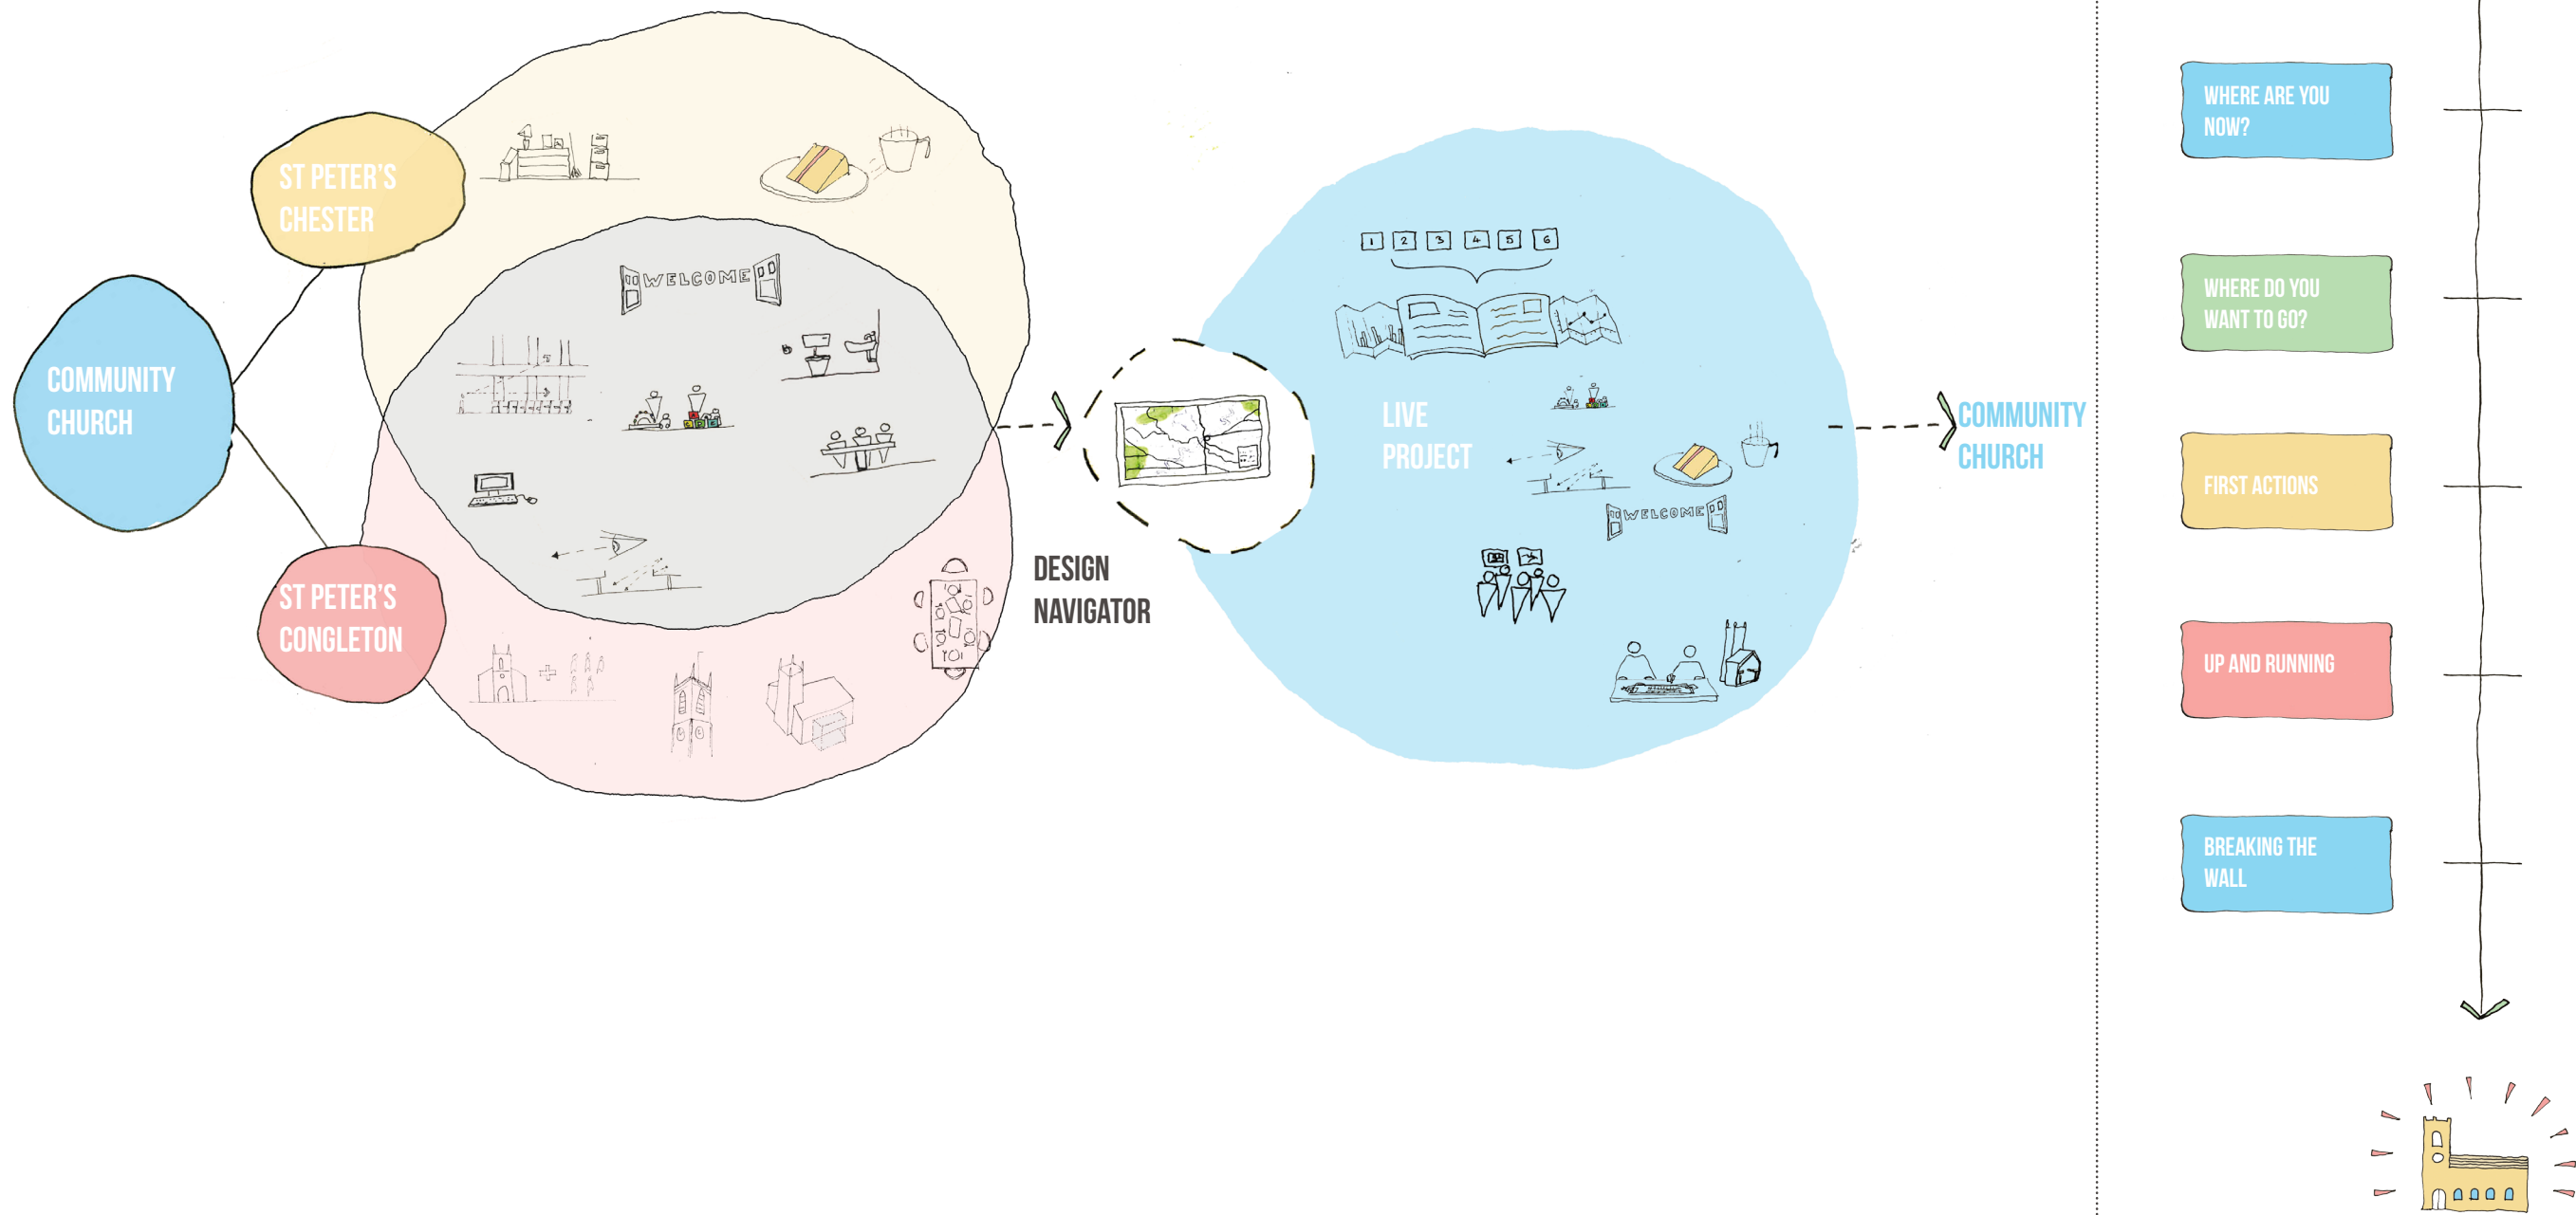 ST PETER'S
CHESTER
COMMUNITY
CHURCH
ST PETER'S
CONGLETON
WELCOME
DESIGN
NAVIGATOR
1 2 3 4 5 6
LIVE
PROJECT
WELCOME
COMMUNITY
CHURCH
WHERE ARE YOU
NOW?
WHERE DO YOU
WANT TO GO?
FIRST ACTIONS
UP AND RUNNING
BREAKING THE
WALL